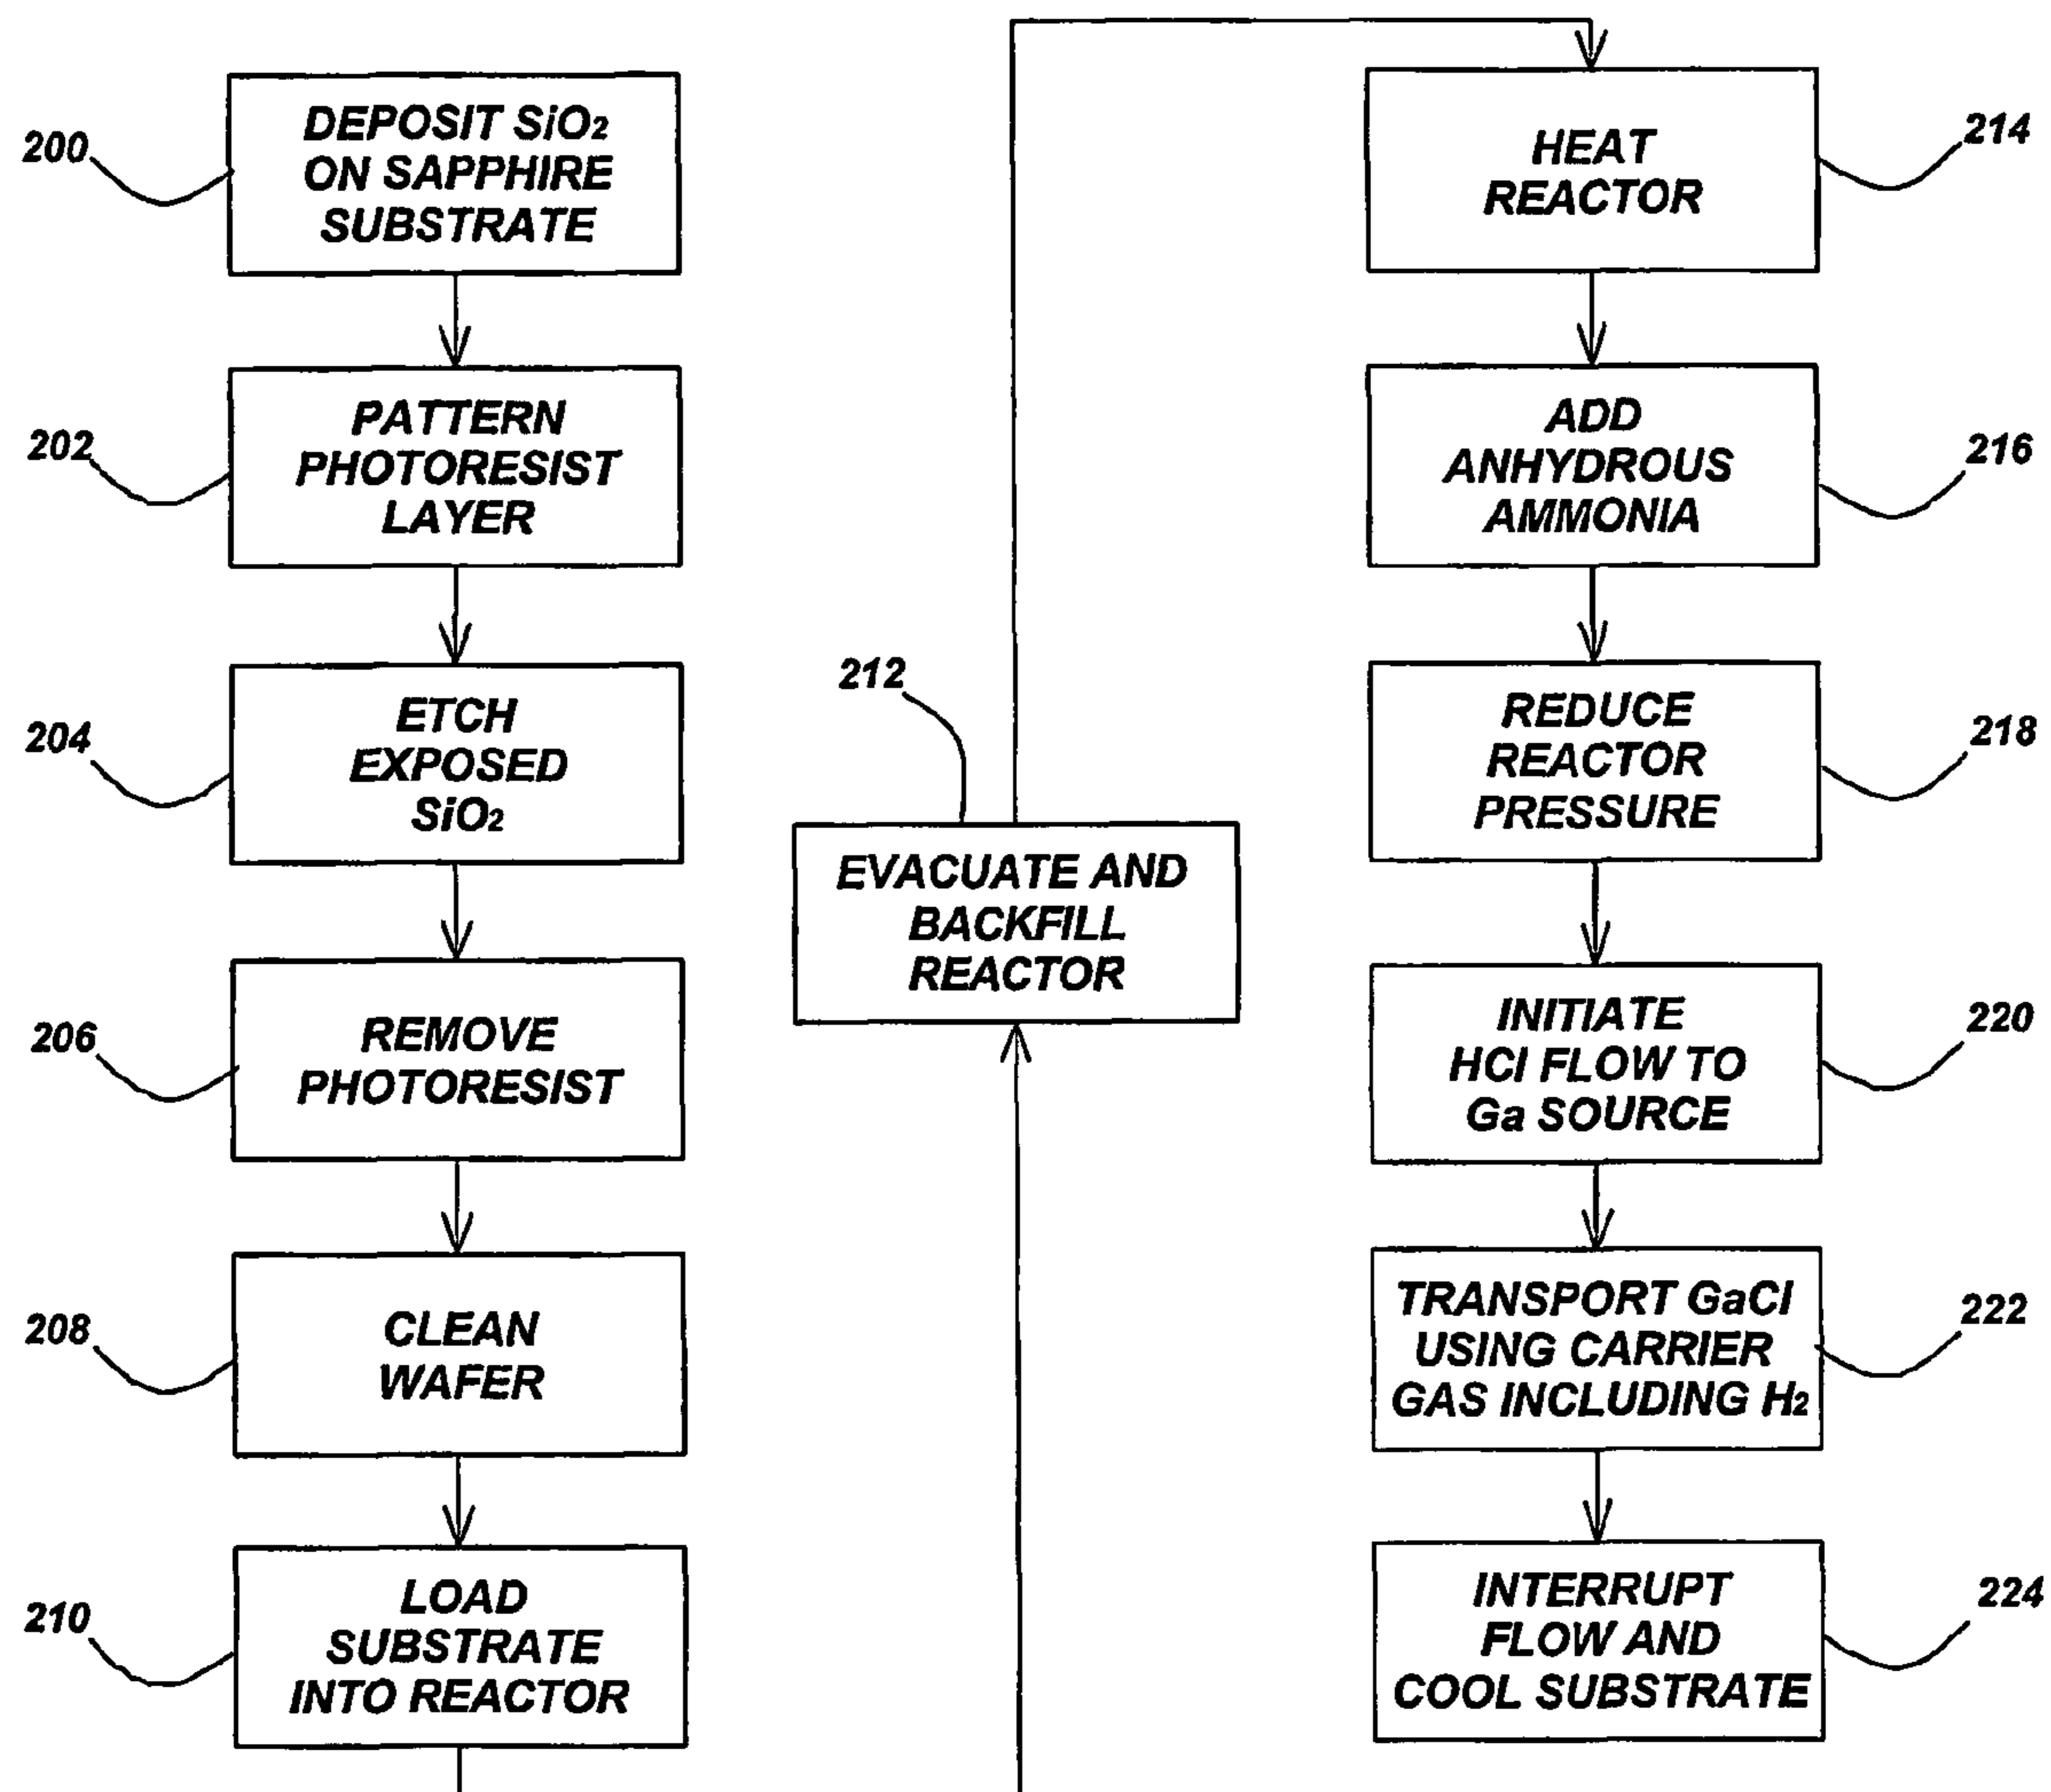 200
DEPOSIT SiO₂
ON SAPPHIRE
SUBSTRATE
202
PATTERN
PHOTORESIST
LAYER
204
ETCH
EXPOSED
SiO₂
206
REMOVE
PHOTORESIST
208
CLEAN
WAFER
210
LOAD
SUBSTRATE
INTO REACTOR
212
EVACUATE AND
BACKFILL
REACTOR
HEAT
REACTOR
214
ADD
ANHYDROUS
AMMONIA
216
REDUCE
REACTOR
PRESSURE
218
INITIATE
HCl FLOW TO
Ga SOURCE
220
TRANSPORT GaCl
USING CARRIER
GAS INCLUDING H₂
222
INTERRUPT
FLOW AND
COOL SUBSTRATE
224